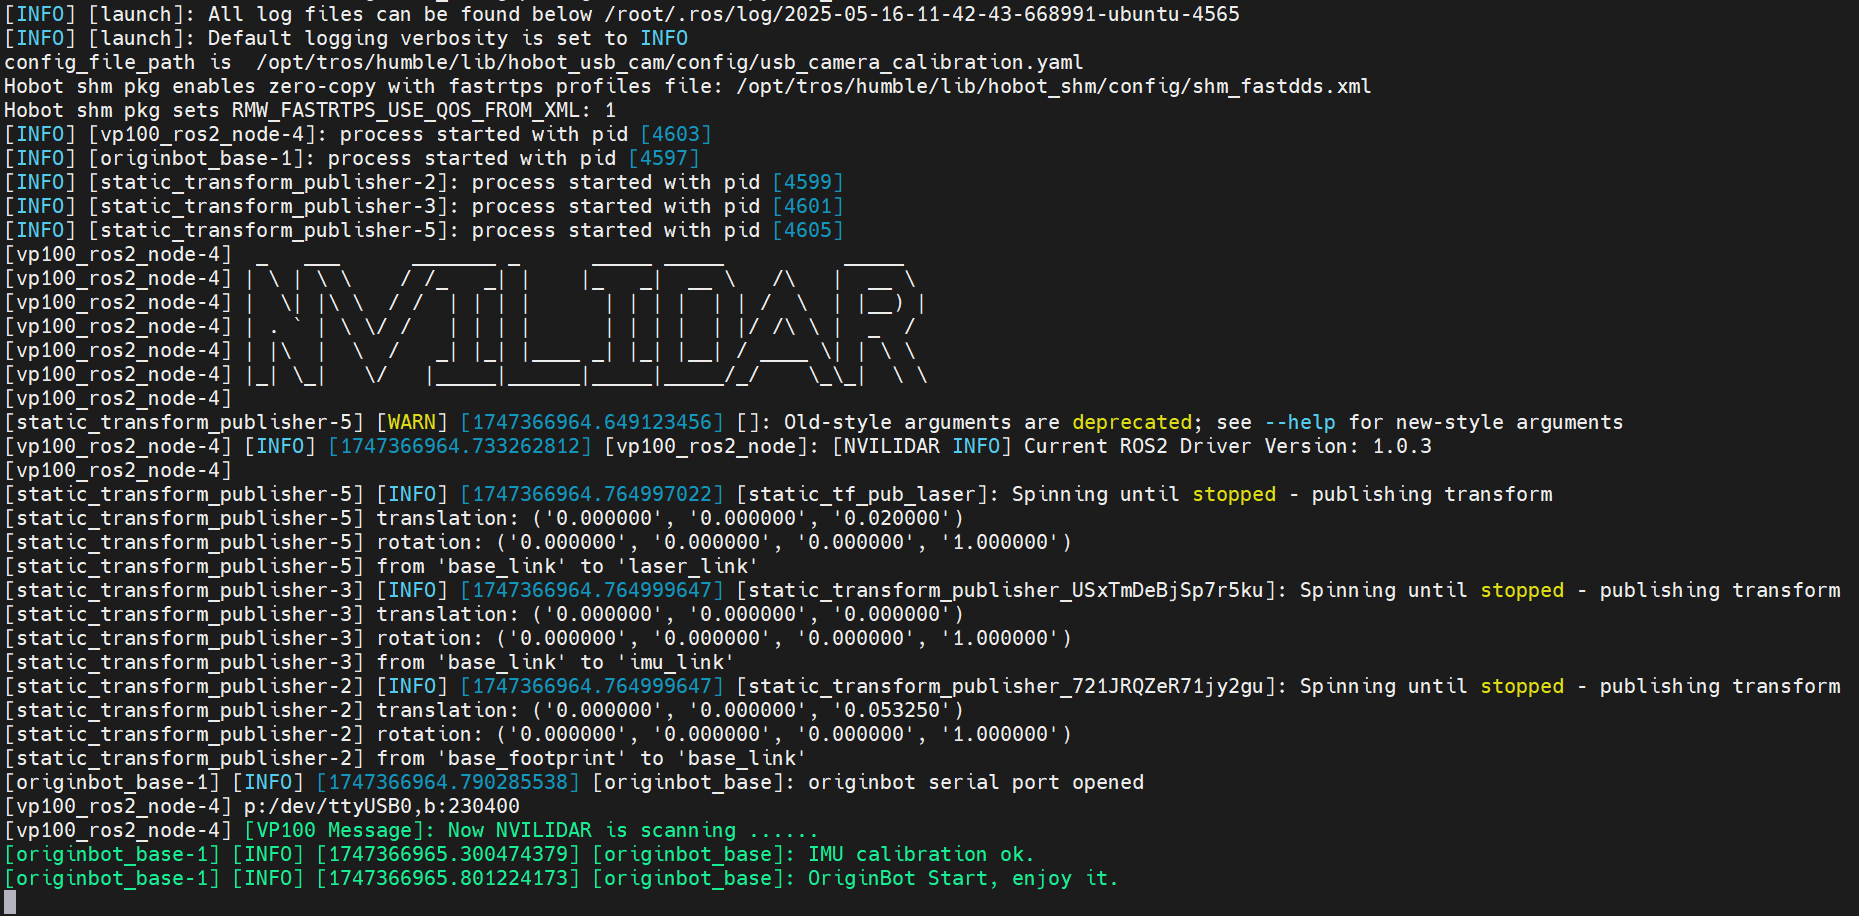 [INFO] [launch]: All log files can be found below /root/.ros/log/2025-05-16-11-42-43-668991-ubuntu-4565
[INFO] [launch]: Default logging verbosity is set to INFO
config_file_path is  /opt/tros/humble/lib/hobot_usb_cam/config/usb_camera_calibration.yaml
Hobot shm pkg enables zero-copy with fastrtps profiles file: /opt/tros/humble/lib/hobot_shm/config/shm_fastdds.xml
Hobot shm pkg sets RMW_FASTRTPS_USE_QOS_FROM_XML: 1
[INFO] [vp100_ros2_node-4]: process started with pid [4603]
[INFO] [originbot_base-1]: process started with pid [4597]
[INFO] [static_transform_publisher-2]: process started with pid [4599]
[INFO] [static_transform_publisher-3]: process started with pid [4601]
[INFO] [static_transform_publisher-5]: process started with pid [4605]
[vp100_ros2_node-4]  _   ___      _______ _      _____ _____          _____
[vp100_ros2_node-4] | \ | \ \    / /_   _| |    |_   _|  __ \   /\   |  __ \
[vp100_ros2_node-4] |  \| |\ \  / /  | | | |      | | | |  | | /  \  | |__) |
[vp100_ros2_node-4] | . ` | \ \/ /   | | | |      | | | |  | |/ /\ \ |  _  /
[vp100_ros2_node-4] | |\  |  \  /   _| |_| |____ _| |_| |__| / ____ \| | \ \
[vp100_ros2_node-4] |_| \_|   \/   |_____|______|_____|_____/_/    \_\_|  \ \
[vp100_ros2_node-4]
[static_transform_publisher-5] [WARN] [1747366964.649123456] []: Old-style arguments are deprecated; see --help for new-style arguments
[vp100_ros2_node-4] [INFO] [1747366964.733262812] [vp100_ros2_node]: [NVILIDAR INFO] Current ROS2 Driver Version: 1.0.3
[vp100_ros2_node-4]
[static_transform_publisher-5] [INFO] [1747366964.764997022] [static_tf_pub_laser]: Spinning until stopped - publishing transform
[static_transform_publisher-5] translation: ('0.000000', '0.000000', '0.020000')
[static_transform_publisher-5] rotation: ('0.000000', '0.000000', '0.000000', '1.000000')
[static_transform_publisher-5] from 'base_link' to 'laser_link'
[static_transform_publisher-3] [INFO] [1747366964.764999647] [static_transform_publisher_USxTmDeBjSp7r5ku]: Spinning until stopped - publishing transform
[static_transform_publisher-3] translation: ('0.000000', '0.000000', '0.000000')
[static_transform_publisher-3] rotation: ('0.000000', '0.000000', '0.000000', '1.000000')
[static_transform_publisher-3] from 'base_link' to 'imu_link'
[static_transform_publisher-2] [INFO] [1747366964.764999647] [static_transform_publisher_721JRQZeR71jy2gu]: Spinning until stopped - publishing transform
[static_transform_publisher-2] translation: ('0.000000', '0.000000', '0.053250')
[static_transform_publisher-2] rotation: ('0.000000', '0.000000', '0.000000', '1.000000')
[static_transform_publisher-2] from 'base_footprint' to 'base_link'
[originbot_base-1] [INFO] [1747366964.790285538] [originbot_base]: originbot serial port opened
[vp100_ros2_node-4] p:/dev/ttyUSB0,b:230400
[vp100_ros2_node-4] [VP100 Message]: Now NVILIDAR is scanning ......
[originbot_base-1] [INFO] [1747366965.300474379] [originbot_base]: IMU calibration ok.
[originbot_base-1] [INFO] [1747366965.801224173] [originbot_base]: OriginBot Start, enjoy it.